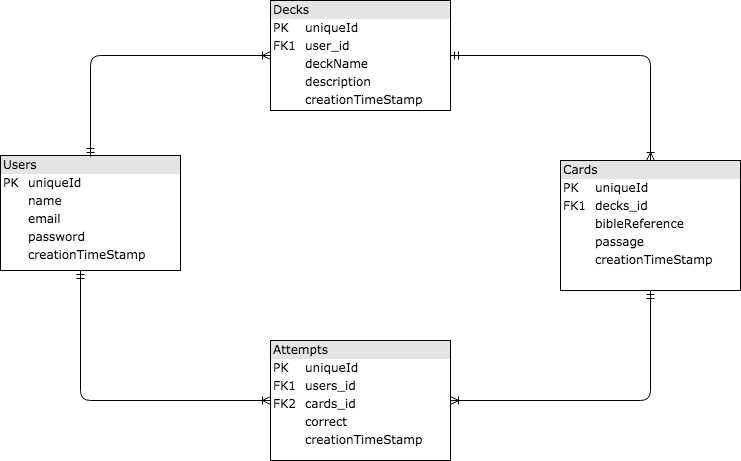 Decks
PK uniqueId
FK1 user_id
deckName
description
creationTimeStamp
Users
PK uniqueId
name
email
password
creationTimeStamp
Cards
PK uniqueId
FK1 decks_id
bibleReference
passage
creationTimeStamp
Attempts
PK uniqueId
FK1 users_id
FK2 cards_id
correct
creationTimeStamp